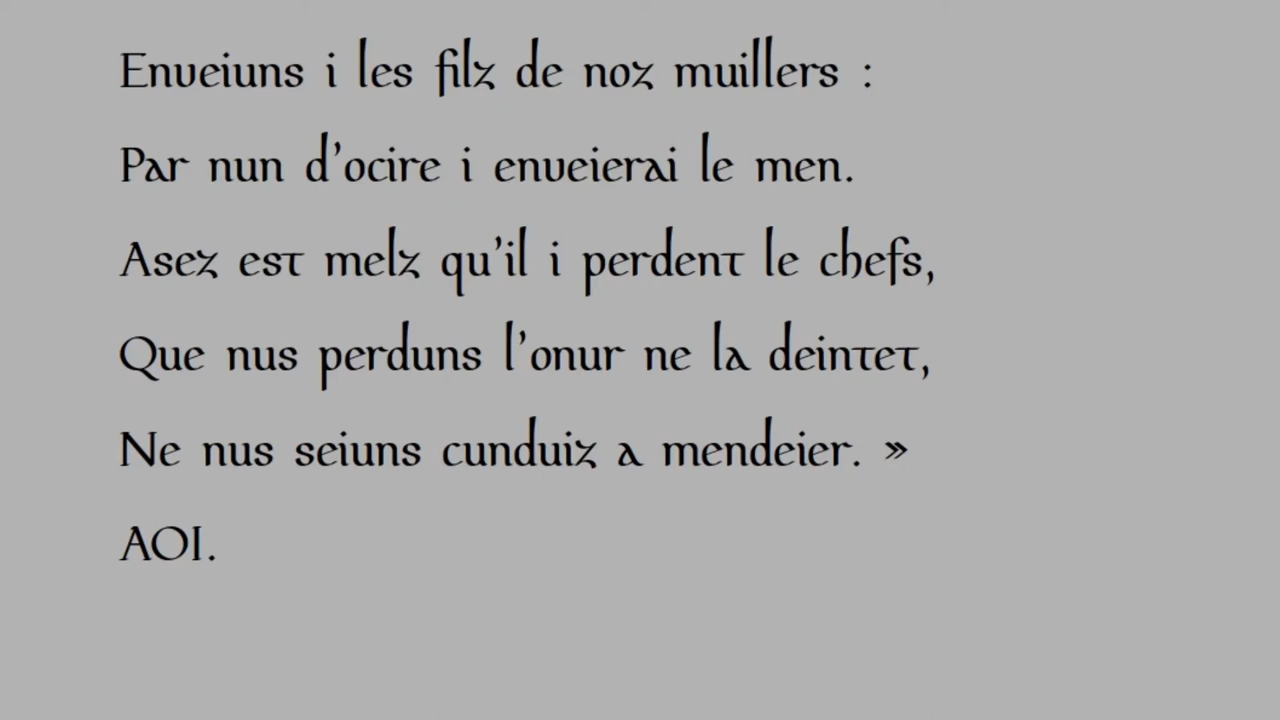 Enveiuns i les filz de noz muillers :
Par nun d’ocire i enveierai le men.
Asez est melz qu’il i perdent le chefs,
Que nus perduns l’onur ne la deintet,
Ne nus seiuns cunduiz a mendeier. »
AOI.